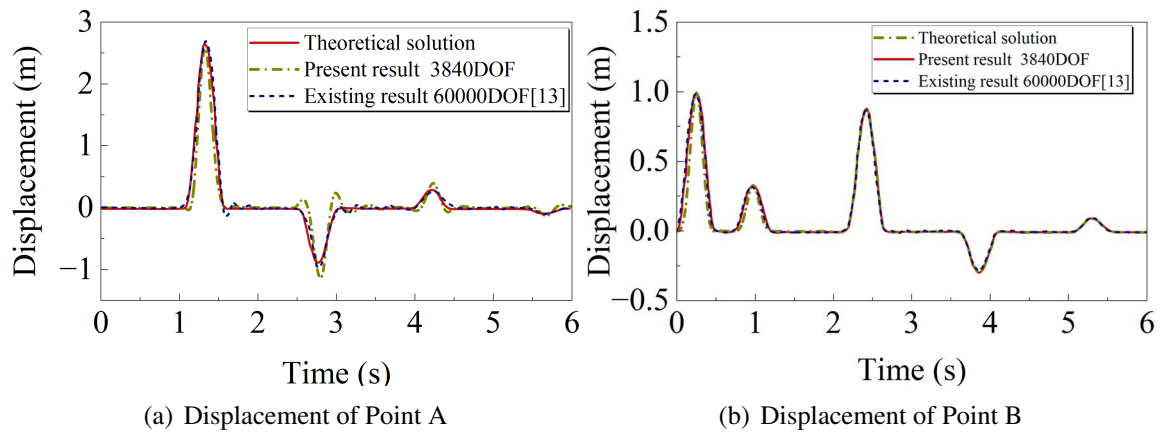 3
2
1
0
−1
Displacement (m)
Theoretical solution
Present result 3840DOF
Existing result 60000DOF[13]
0 1 2 3 4 5 6
Time (s)
(a) Displacement of Point A
1.5
1.0
0.5
0.0
−0.5
Displacement (m)
Theoretical solution
Present result 3840DOF
Existing result 60000DOF[13]
0 1 2 3 4 5 6
Time (s)
(b) Displacement of Point B